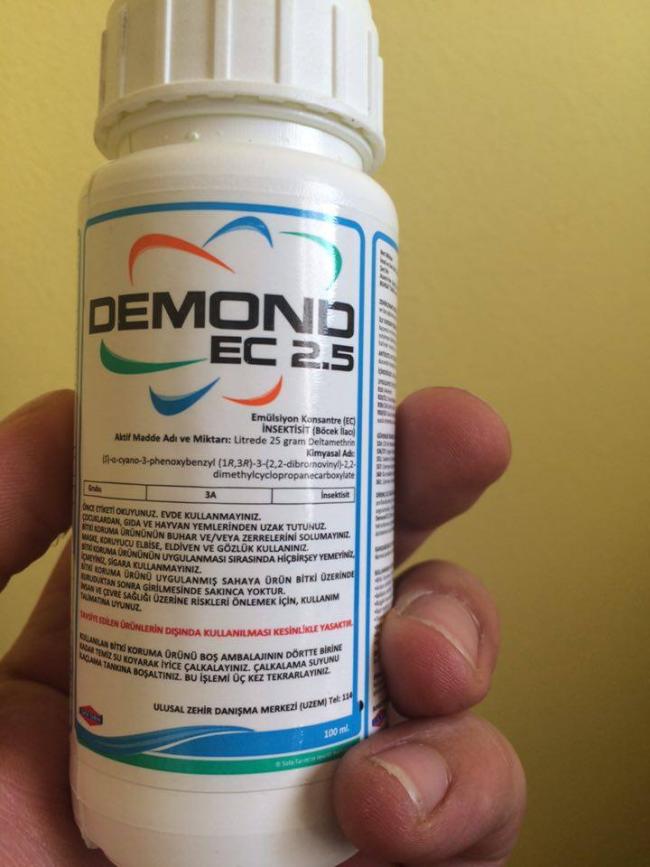 DEMOND
EC 2.5
Emülsiyon Konsantre (EC)
İNSEKTİSİT (Böcek İlacı)
Aktif Madde Adı ve Miktarı: Litrede 25 gram Deltamethrin
Kimyasal Adı:
(S)-α-cyano-3-phenoxybenzyl (1R,3R)-3-(2,2-dibromovinyl)-2,2-
dimethylcyclopropanecarboxylate
Grubu 3A İnsektisit
ÖNCE ETİKETİ OKUYUNUZ. EVDE KULLANMAYINIZ.
ÇOCUKLARDAN, GIDA VE HAYVAN YEMLERİNDEN UZAK TUTUNUZ.
BİTKİ KORUMA ÜRÜNÜNÜN BUHAR VE/VEYA ZERRELERİNİ SOLUMAYINIZ.
MASKE, KORUYUCU ELBİSE, ELDİVEN VE GÖZLÜK KULLANINIZ.
BİTKİ KORUMA ÜRÜNÜNÜN UYGULANMASI SIRASINDA HİÇBİRŞEY YEMEYİNİZ,
İÇMEYİNİZ, SİGARA KULLANMAYINIZ.
BİTKİ KORUMA ÜRÜNÜ UYGULANMIŞ SAHAYA ÜRÜN BİTKİ ÜZERİNDE
KURUDUKTAN SONRA GİRİLMESİNDE SAKINCA YOKTUR.
İNSAN VE ÇEVRE SAĞLIĞI ÜZERİNE RİSKLERİ ÖNLEMEK İÇİN, KULLANIM
TALİMATINA UYUNUZ.
TAVSİYE EDİLEN ÜRÜNLERİN DIŞINDA KULLANILMASI KESİNLİKLE YASAKTIR.
KULLANILAN BİTKİ KORUMA ÜRÜNÜ BOŞ AMBALAJININ DÖRTTE BİRİNE
KADAR TEMİZ SU KOYARAK İYİCE ÇALKALAYINIZ. ÇALKALAMA SUYUNU
İLAÇLAMA TANKINA BOŞALTINIZ. BU İŞLEMİ ÜÇ KEZ TEKRARLAYINIZ.
ULUSAL ZEHİR DANIŞMA MERKEZİ (UZEM) Tel: 114
100 ml.